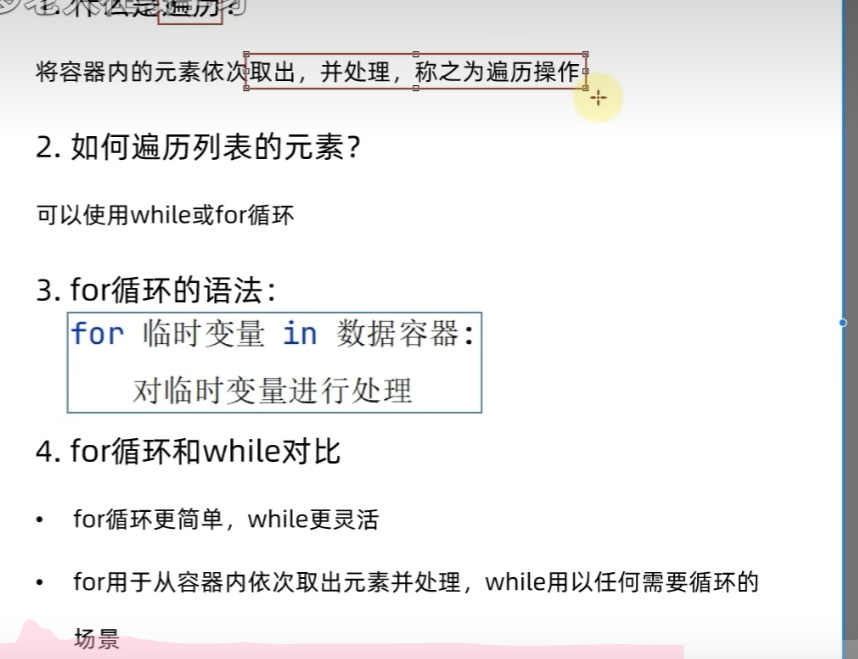 1. 什么是遍历?
将容器内的元素依次取出，并处理，称之为遍历操作
2. 如何遍历列表的元素？
可以使用while或for循环
3. for循环的语法：
for 临时变量 in 数据容器:
对临时变量进行处理
4. for循环和while对比
• for循环更简单，while更灵活
• for用于从容器内依次取出元素并处理，while用以任何需要循环的
场景